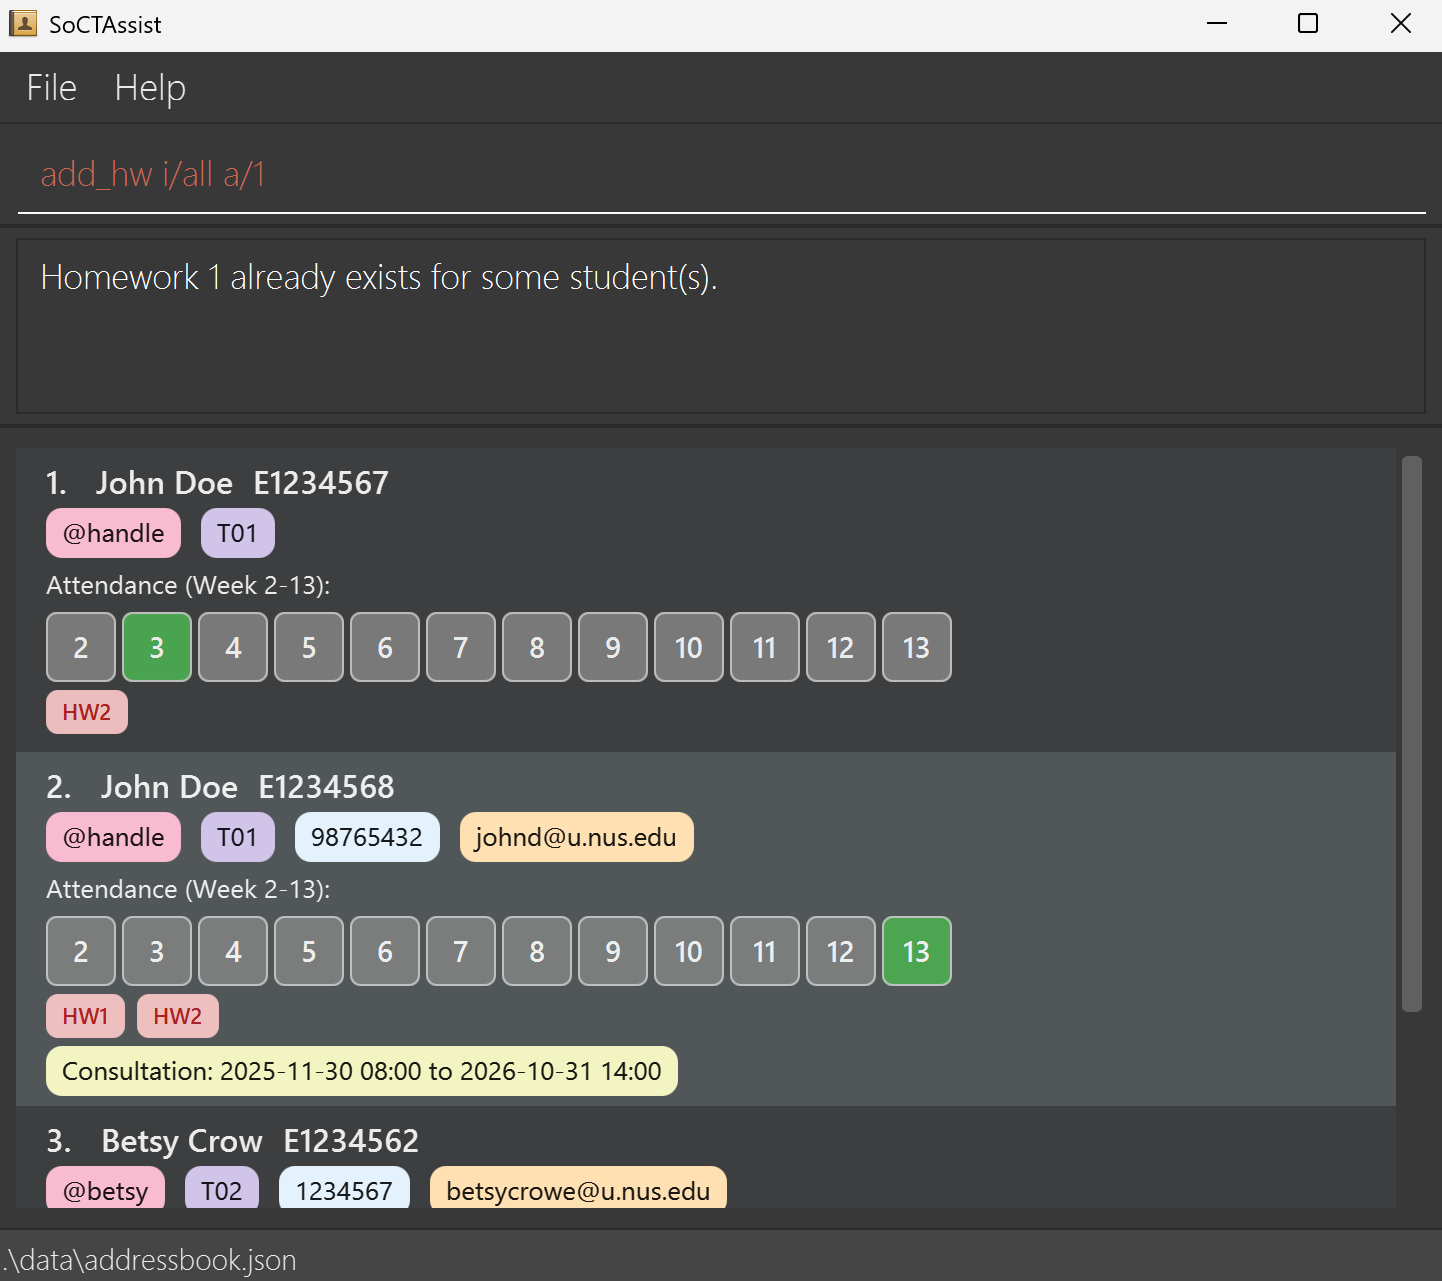 SoCTAssist
File Help
add_hw i/all a/1
Homework 1 already exists for some student(s).
1. John Doe E1234567
@handle T01
Attendance (Week 2-13):
2 3 4 5 6 7 8 9 10 11 12 13
HW2
2. John Doe E1234568
@handle T01 98765432 johnd@u.nus.edu
Attendance (Week 2-13):
2 3 4 5 6 7 8 9 10 11 12 13
HW1 HW2
Consultation: 2025-11-30 08:00 to 2026-10-31 14:00
3. Betsy Crow E1234562
@betsy T02 1234567 betsycrowe@u.nus.edu
.\data\addressbook.json